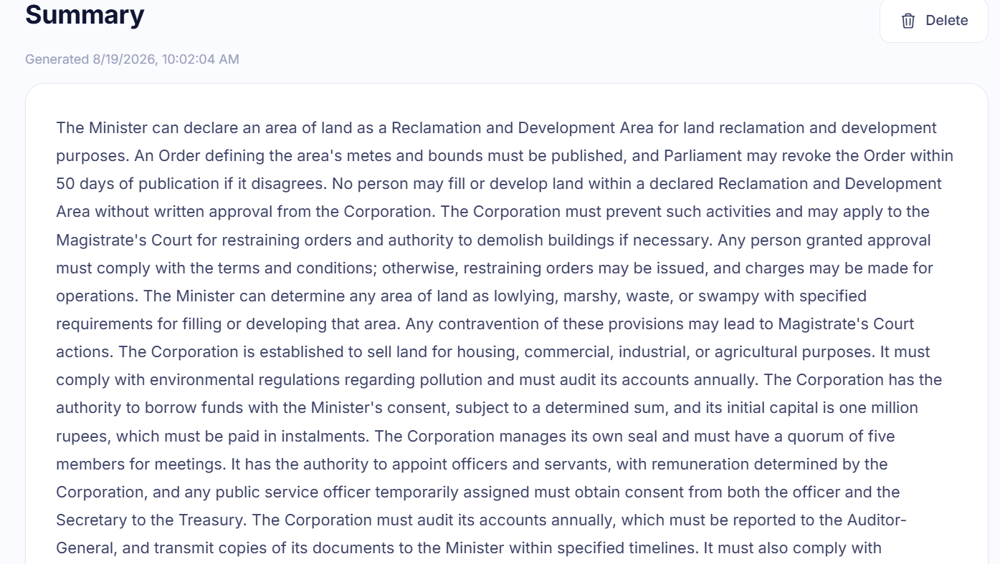 Summary
Delete
Generated 8/19/2026, 10:02:04 AM
The Minister can declare an area of land as a Reclamation and Development Area for land reclamation and development
purposes. An Order defining the area's metes and bounds must be published, and Parliament may revoke the Order within
50 days of publication if it disagrees. No person may fill or develop land within a declared Reclamation and Development
Area without written approval from the Corporation. The Corporation must prevent such activities and may apply to the
Magistrate's Court for restraining orders and authority to demolish buildings if necessary. Any person granted approval
must comply with the terms and conditions; otherwise, restraining orders may be issued, and charges may be made for
operations. The Minister can determine any area of land as lowlying, marshy, waste, or swampy with specified
requirements for filling or developing that area. Any contravention of these provisions may lead to Magistrate's Court
actions. The Corporation is established to sell land for housing, commercial, industrial, or agricultural purposes. It must
comply with environmental regulations regarding pollution and must audit its accounts annually. The Corporation has the
authority to borrow funds with the Minister's consent, subject to a determined sum, and its initial capital is one million
rupees, which must be paid in instalments. The Corporation manages its own seal and must have a quorum of five
members for meetings. It has the authority to appoint officers and servants, with remuneration determined by the
Corporation, and any public service officer temporarily assigned must obtain consent from both the officer and the
Secretary to the Treasury. The Corporation must audit its accounts annually, which must be reported to the Auditor-
General, and transmit copies of its documents to the Minister within specified timelines. It must also comply with